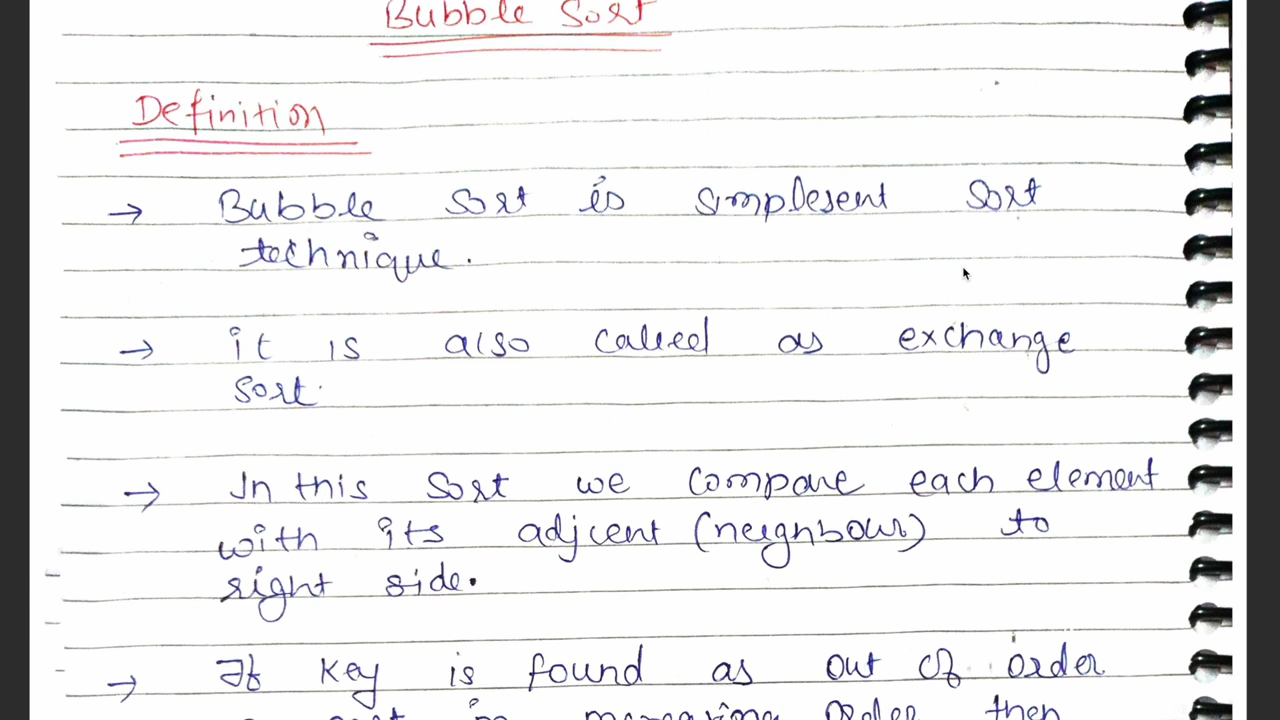 Bubble Sort
Definition
→ Bubble sort is simplesent sort
technique.
→ it is also called as exchange
sort.
→ In this sort we compare each element
with its adjcent (neighbour) to
right side.
→ If key is found as out of order
order then